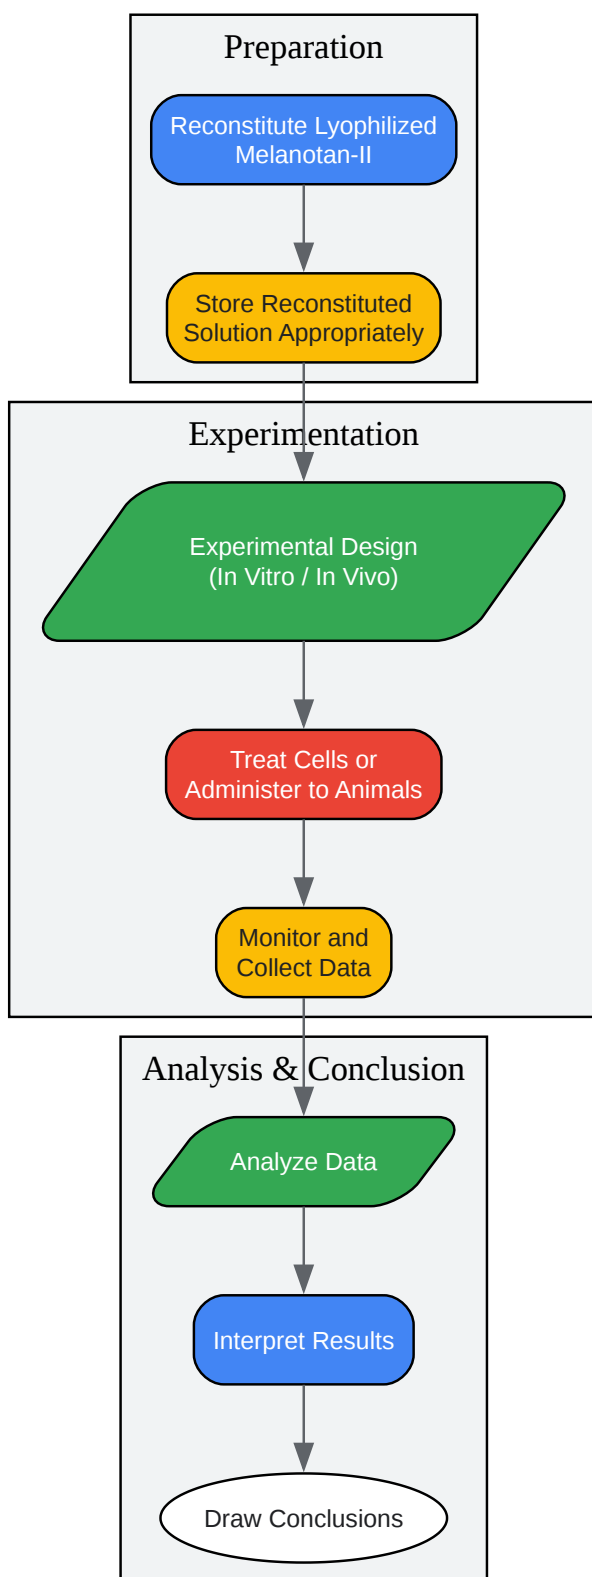 Preparation
Reconstitute Lyophilized
Melanotan-II
Store Reconstituted
Solution Appropriately
Experimentation
Experimental Design
(In Vitro / In Vivo)
Treat Cells or
Administer to Animals
Monitor and
Collect Data
Analysis & Conclusion
Analyze Data
Interpret Results
Draw Conclusions